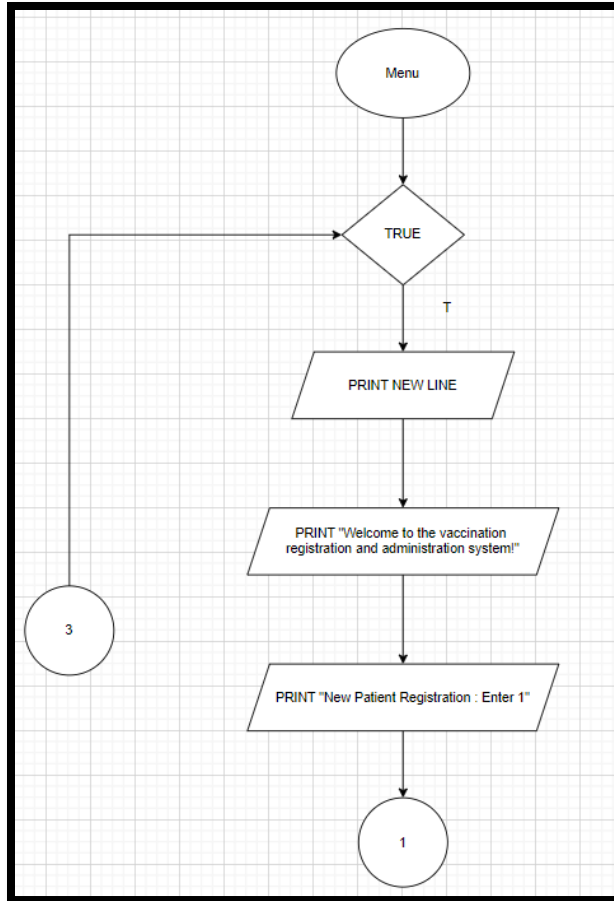 Menu
TRUE
T
PRINT NEW LINE
PRINT "Welcome to the vaccination
registration and administration system!"
3
PRINT "New Patient Registration : Enter 1"
1